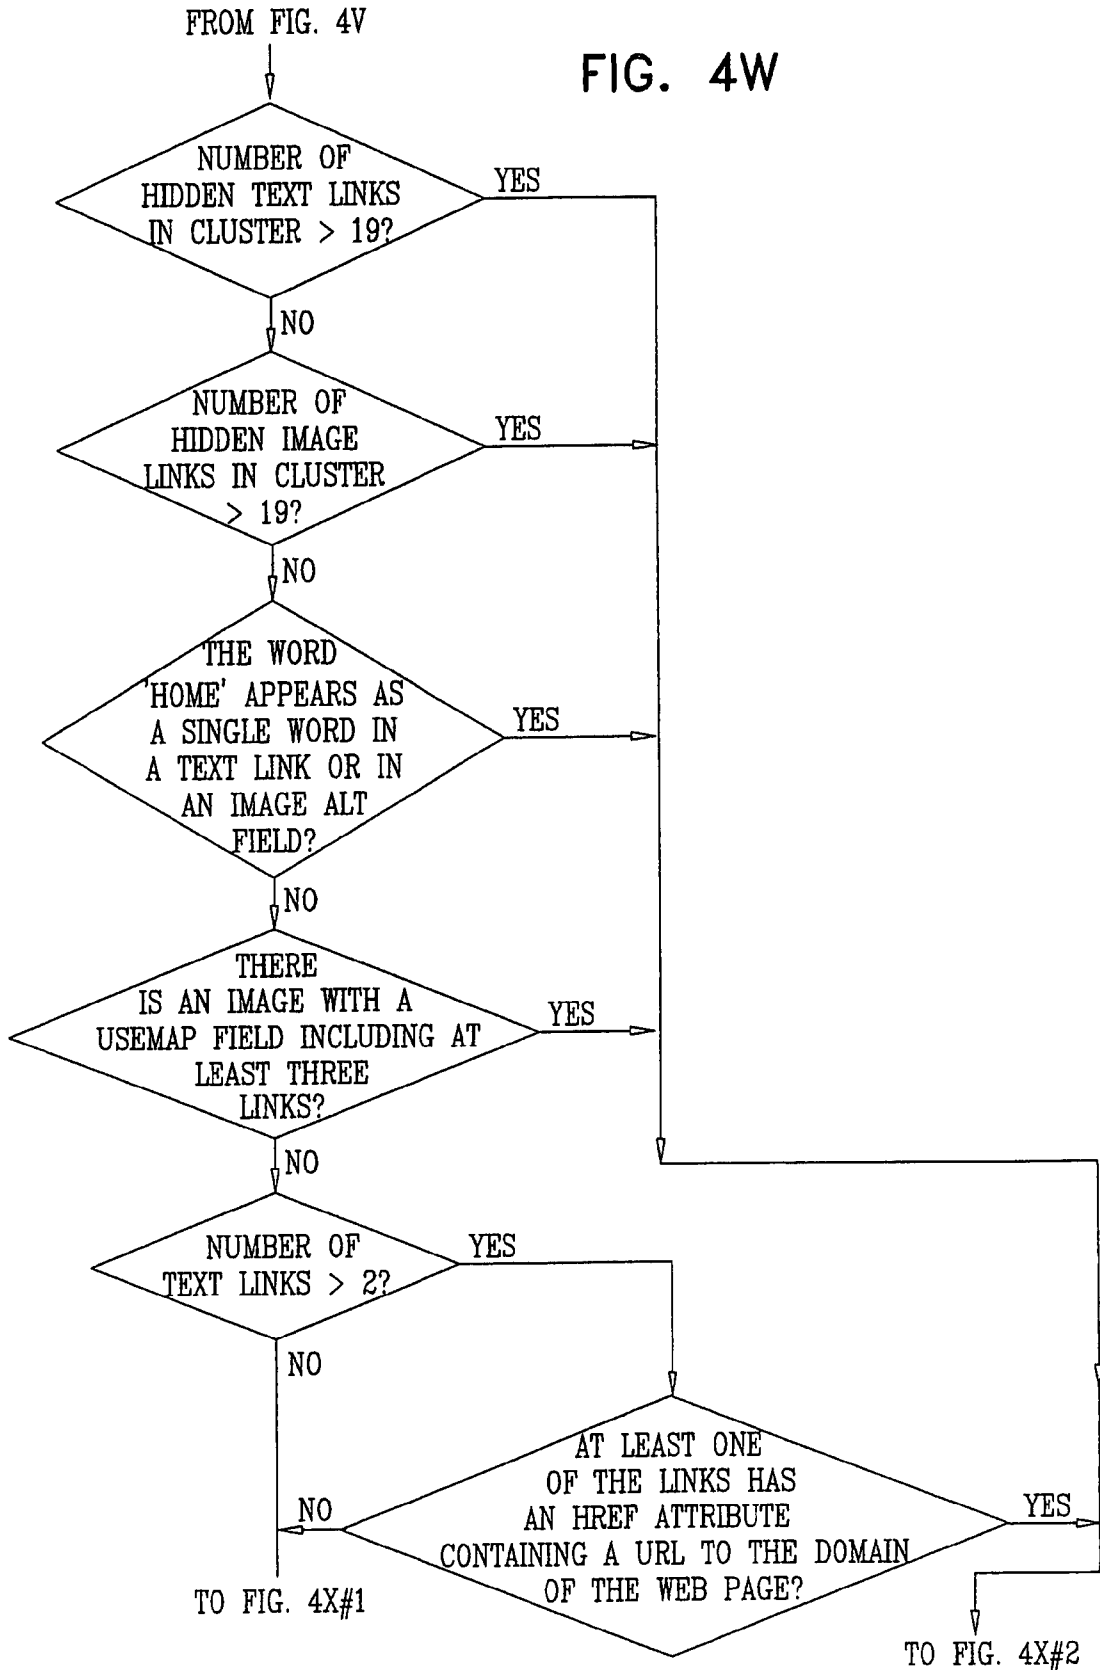 FROM FIG. 4V
FIG. 4W
NUMBER OF
HIDDEN TEXT LINKS
IN CLUSTER > 19?
YES
NO
NUMBER OF
HIDDEN IMAGE
LINKS IN CLUSTER
> 19?
YES
NO
THE WORD
'HOME' APPEARS AS
A SINGLE WORD IN
A TEXT LINK OR IN
AN IMAGE ALT
FIELD?
YES
NO
THERE
IS AN IMAGE WITH A
USEMAP FIELD INCLUDING AT
LEAST THREE
LINKS?
YES
NO
NUMBER OF
TEXT LINKS > 2?
YES
NO
AT LEAST ONE
OF THE LINKS HAS
AN HREF ATTRIBUTE
CONTAINING A URL TO THE DOMAIN
OF THE WEB PAGE?
NO
YES
TO FIG. 4X#1
TO FIG. 4X#2